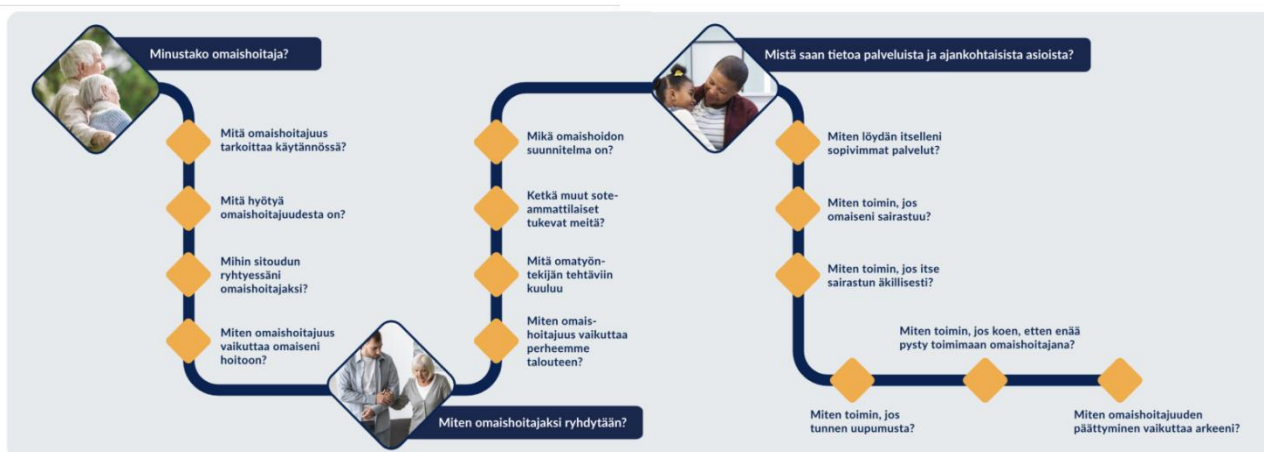 Minustako omaishoitaja?
Mitä omaishoitajuus
tarkoittaa käytännössä?
Mitä hyötyä
omaishoitajuudesta on?
Mihin sitoudun
ryhtyessäni
omaishoitajaksi?
Miten omaishoitajuus
vaikuttaa omaiseni
hoitoon?
Miten omaishoitajaksi ryhdytään?
Miten omais-
hoitajuus vaikuttaa
perheemme
talouteen?
Mitä omatyön-
tekijän tehtäviin
kuuluu
Ketkä muut sote-
ammattilaiset
tukevat meitä?
Mikä omaishoidon
suunnitelma on?
Mistä saan tietoa palveluista ja ajankohtaisista asioista?
Miten löydän itselleni
sopivimmat palvelut?
Miten toimin, jos
omaiseni sairastuu?
Miten toimin, jos itse
sairastun äkillisesti?
Miten toimin, jos
tunnen uupumusta?
Miten toimin, jos koen, etten enää
pysty toimimaan omaishoitajana?
Miten omaishoitajuuden
päättyminen vaikuttaa arkeeni?